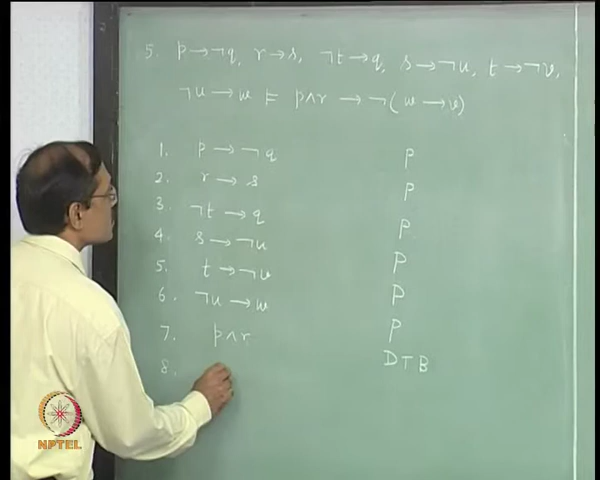 5. p→¬q, r→s, ¬t→q, s→¬u, t→¬v,
¬u→w ⊨ p∧r → ¬(w→v)
1. p→¬q P
2. r→s P
3. ¬t→q P
4. s→¬u P
5. t→¬v P
6. ¬u→w P
7. p∧r DTB
8.
NPTEL